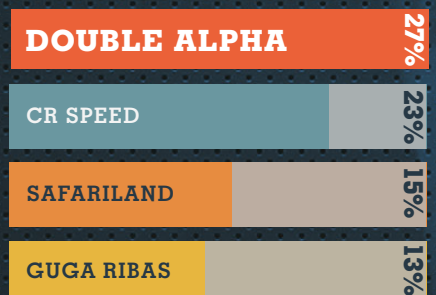 DOUBLE ALPHA 27%
CR SPEED 23%
SAFARILAND 15%
GUGA RIBAS 13%